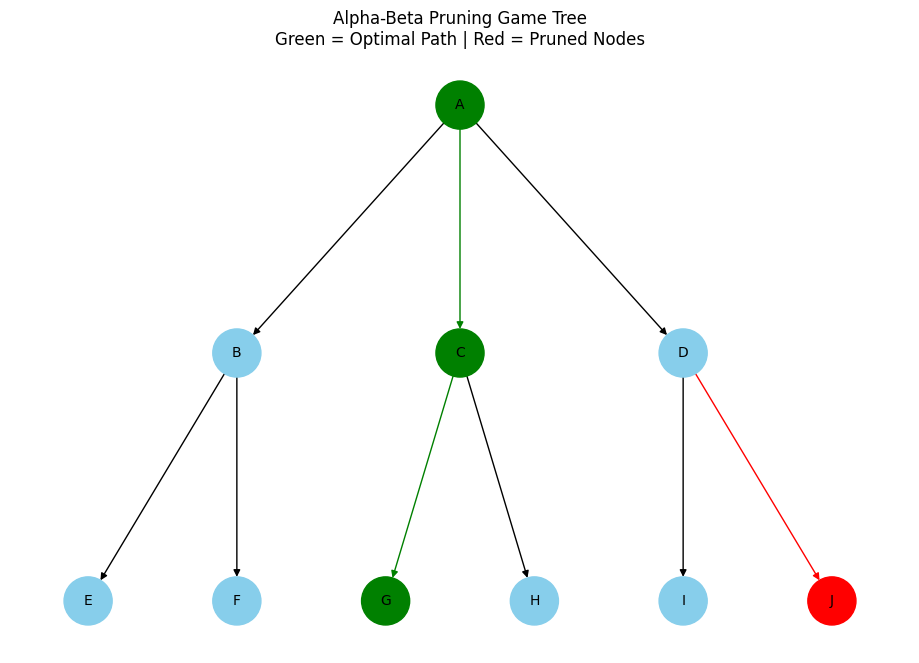 Alpha-Beta Pruning Game Tree
Green = Optimal Path | Red = Pruned Nodes
A
B
C
D
E
F
G
H
I
J